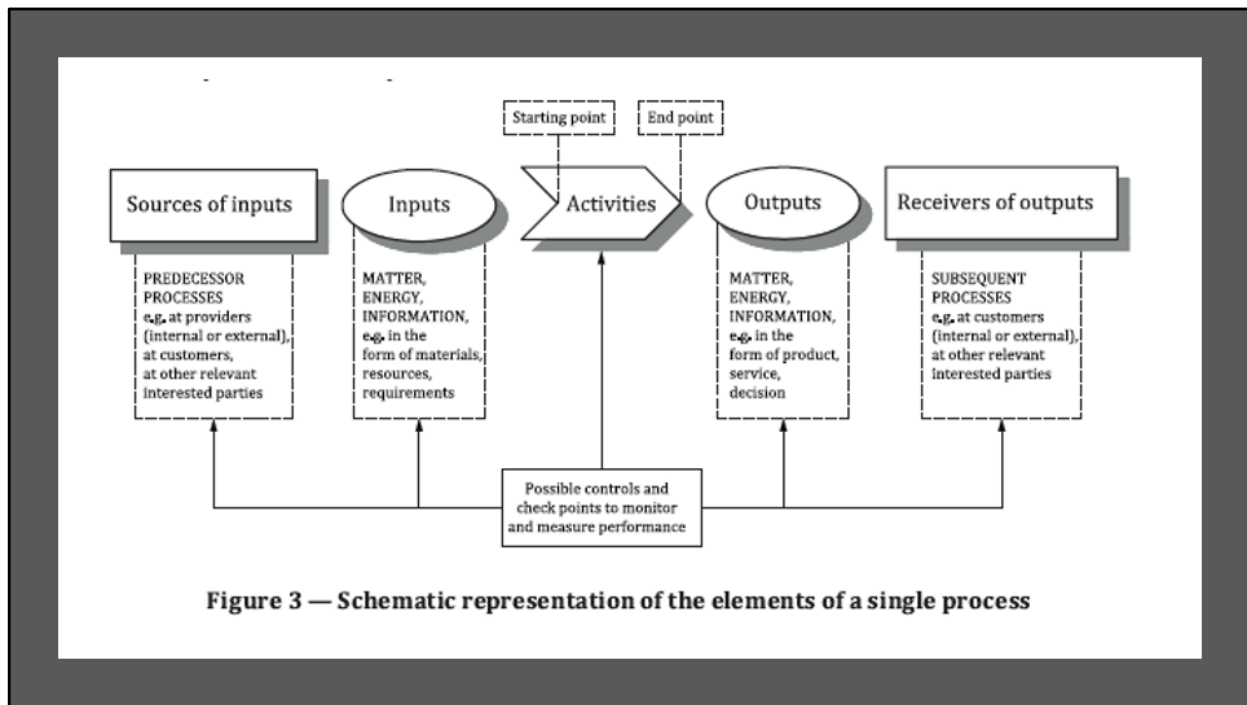 Starting point
End point
Sources of inputs
Inputs
Activities
Outputs
Receivers of outputs
PREDECESSOR
PROCESSES
e.g. at providers
(internal or external),
at customers,
at other relevant
interested parties
MATTER,
ENERGY,
INFORMATION,
e.g. in the
form of materials,
resources,
requirements
MATTER,
ENERGY,
INFORMATION,
e.g. in the
form of product,
service,
decision
SUBSEQUENT
PROCESSES
e.g. at customers
(internal or external),
at other relevant
interested parties
Possible controls and
check points to monitor
and measure performance
Figure 3 — Schematic representation of the elements of a single process